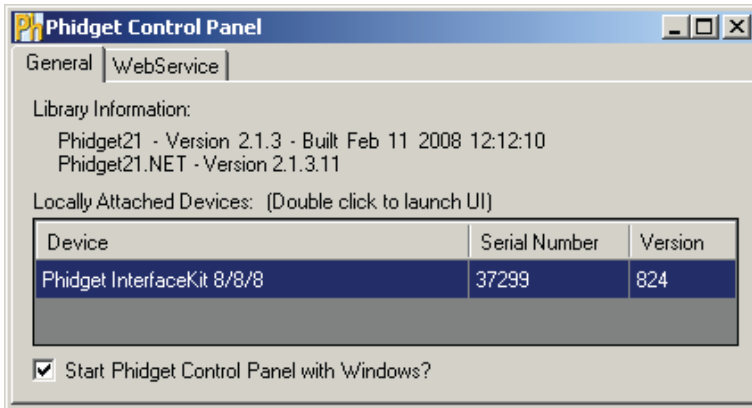 Ph Phidget Control Panel
General WebService
Library Information:
Phidget21 - Version 2.1.3 - Built Feb 11 2008 12:12:10
Phidget21.NET - Version 2.1.3.11
Locally Attached Devices: (Double click to launch UI)
Device Serial Number Version
Phidget InterfaceKit 8/8/8 37299 824
Start Phidget Control Panel with Windows?